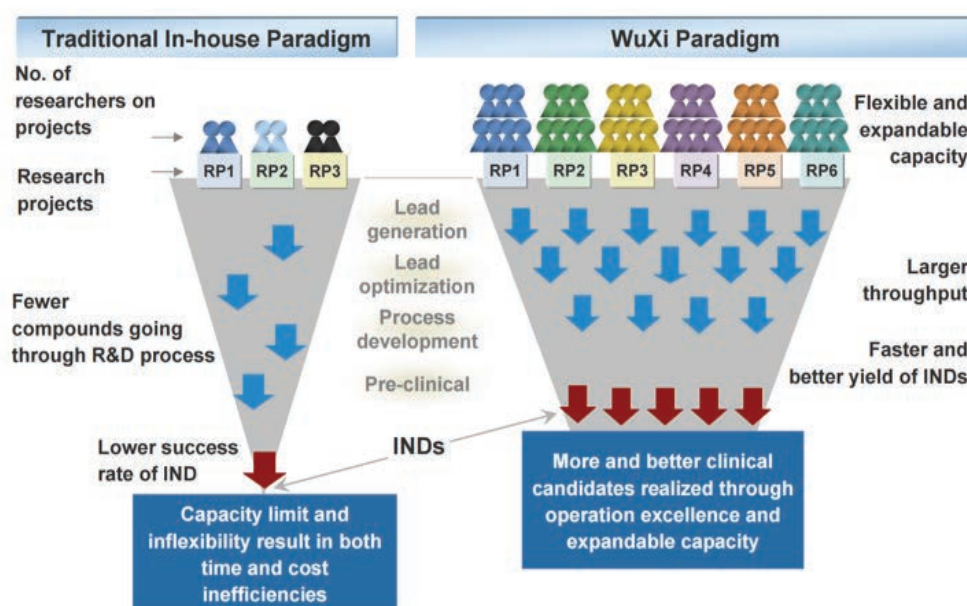 Traditional In-house Paradigm
WuXi Paradigm
No. of
researchers on
projects
Research
projects
RP1
RP2
RP3
RP1
RP2
RP3
RP4
RP5
RP6
Flexible and
expandable
capacity
Lead
generation
Lead
optimization
Process
development
Pre-clinical
Fewer
compounds going
through R&D process
Larger
throughput
Faster and
better yield of INDs
Lower success
rate of IND
INDs
Capacity limit and
inflexibility result in both
time and cost
inefficiencies
More and better clinical
candidates realized through
operation excellence and
expandable capacity